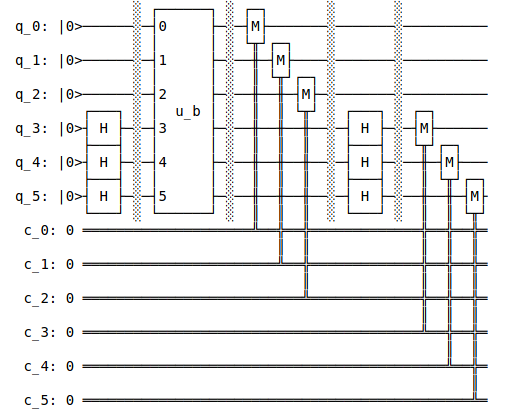 q_0: |0> 0 M
q_1: |0> 1 M
q_2: |0> 2 M
u_b
q_3: |0> H 3 H M
q_4: |0> H 4 H M
q_5: |0> H 5 H M
c_0: 0
c_1: 0
c_2: 0
c_3: 0
c_4: 0
c_5: 0